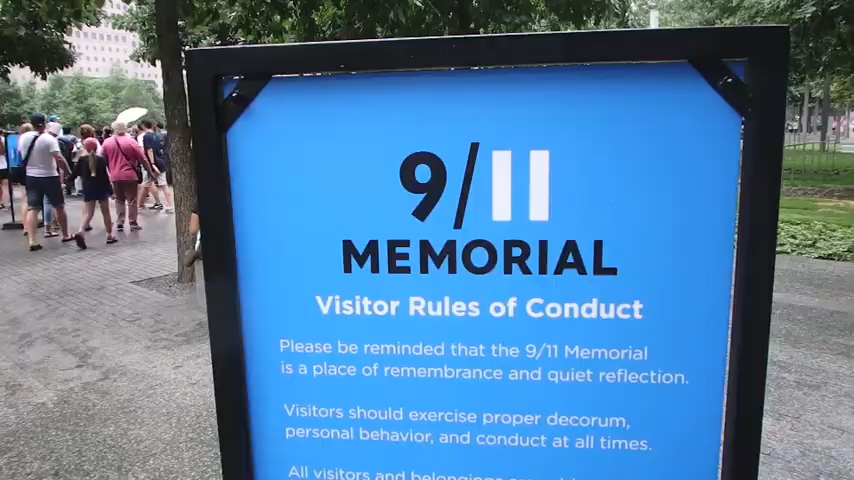 9/11
MEMORIAL
Visitor Rules of Conduct
Please be reminded that the 9/11 Memorial
is a place of remembrance and quiet reflection.
Visitors should exercise proper decorum,
personal behavior, and conduct at all times.
All visitors and belongings